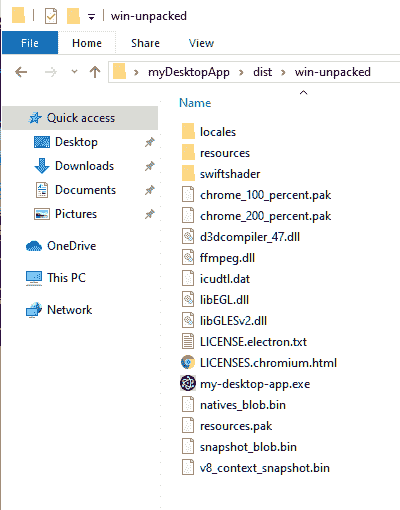 win-unpacked
File Home Share View
myDesktopApp dist win-unpacked
Name
Quick access
Desktop
Downloads
Documents
Pictures
OneDrive
This PC
Network
locales
resources
swiftshader
chrome_100_percent.pak
chrome_200_percent.pak
d3dcompiler_47.dll
ffmpeg.dll
icudtl.dat
libEGL.dll
libGLESv2.dll
LICENSE.electron.txt
LICENSES.chromium.html
my-desktop-app.exe
natives_blob.bin
resources.pak
snapshot_blob.bin
v8_context_snapshot.bin